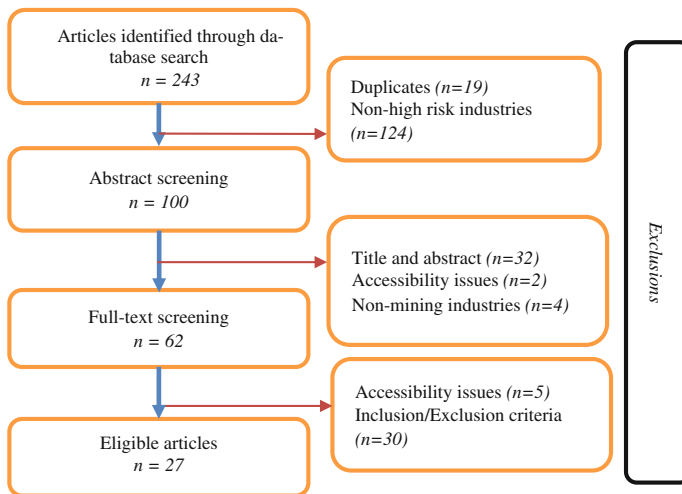 Articles identified through da-
tabase search
n = 243
Duplicates (n=19)
Non-high risk industries
(n=124)
Abstract screening
n = 100
Title and abstract (n=32)
Accessibility issues (n=2)
Non-mining industries (n=4)
Full-text screening
n = 62
Accessibility issues (n=5)
Inclusion/Exclusion criteria
(n=30)
Eligible articles
n = 27
Exclusions